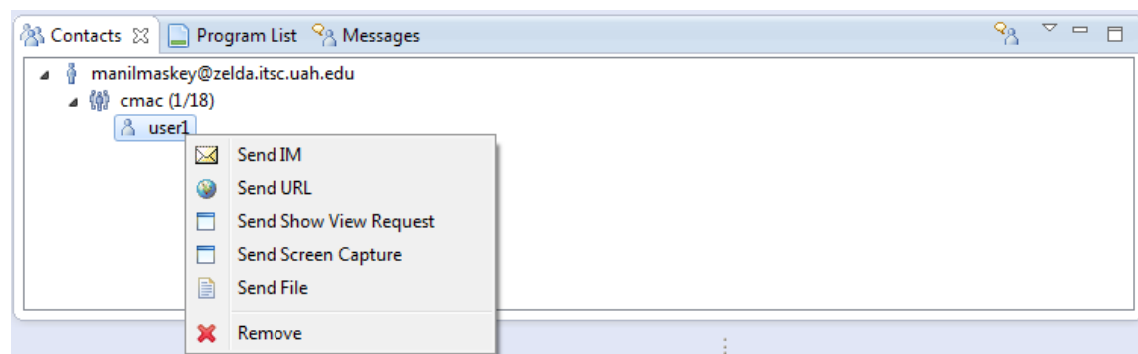 Contacts Program List Messages
manilmaskey@zelda.itsc.uah.edu
cmac (1/18)
user1
Send IM
Send URL
Send Show View Request
Send Screen Capture
Send File
Remove